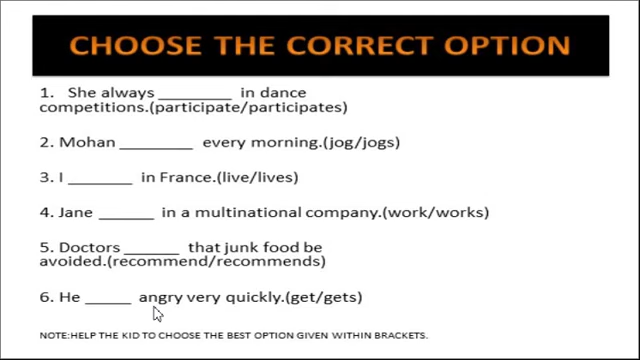 CHOOSE THE CORRECT OPTION
1. She always ________ in dance
competitions.(participate/participates)
2. Mohan ________ every morning.(jog/jogs)
3. I _______ in France.(live/lives)
4. Jane ______ in a multinational company.(work/works)
5. Doctors ______ that junk food be
avoided.(recommend/recommends)
6. He _____ angry very quickly.(get/gets)
NOTE:HELP THE KID TO CHOOSE THE BEST OPTION GIVEN WITHIN BRACKETS.